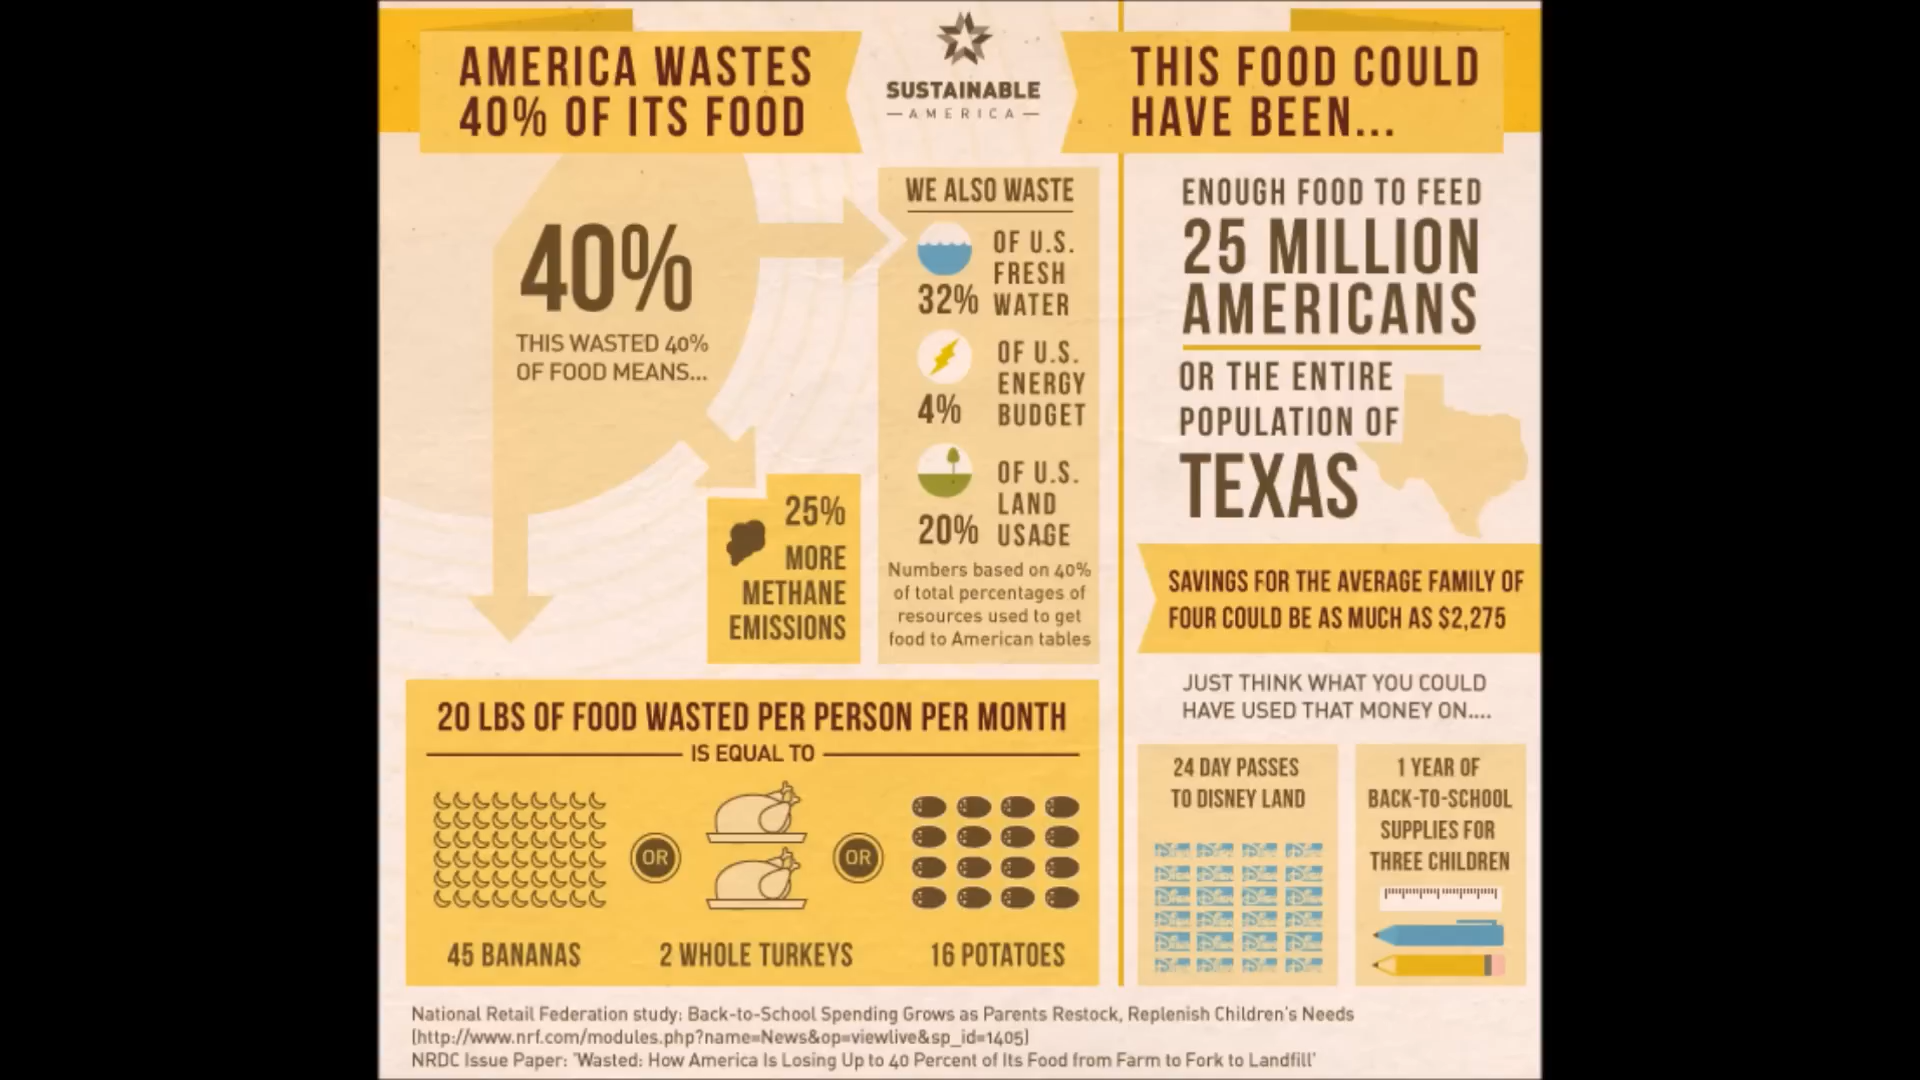 AMERICA WASTES
40% OF ITS FOOD
SUSTAINABLE
AMERICA
THIS FOOD COULD
HAVE BEEN...
40%
THIS WASTED 40%
OF FOOD MEANS...
WE ALSO WASTE
32%
OF U.S.
FRESH
WATER
4%
OF U.S.
ENERGY
BUDGET
20%
OF U.S.
LAND
USAGE
Numbers based on 40%
of total percentages of
resources used to get
food to American tables
25%
MORE
METHANE
EMISSIONS
20 LBS OF FOOD WASTED PER PERSON PER MONTH
IS EQUAL TO
OR
OR
45 BANANAS
2 WHOLE TURKEYS
16 POTATOES
ENOUGH FOOD TO FEED
25 MILLION
AMERICANS
OR THE ENTIRE
POPULATION OF
TEXAS
SAVINGS FOR THE AVERAGE FAMILY OF
FOUR COULD BE AS MUCH AS $2,275
JUST THINK WHAT YOU COULD
HAVE USED THAT MONEY ON....
24 DAY PASSES
TO DISNEY LAND
1 YEAR OF
BACK-TO-SCHOOL
SUPPLIES FOR
THREE CHILDREN
National Retail Federation study: Back-to-School Spending Grows as Parents Restock, Replenish Children's Needs
(http://www.nrf.com/modules.php?name=News&op=viewlive&sp_id=1405)
NRDC Issue Paper: 'Wasted: How America Is Losing Up to 40 Percent of Its Food from Farm to Fork to Landfill'